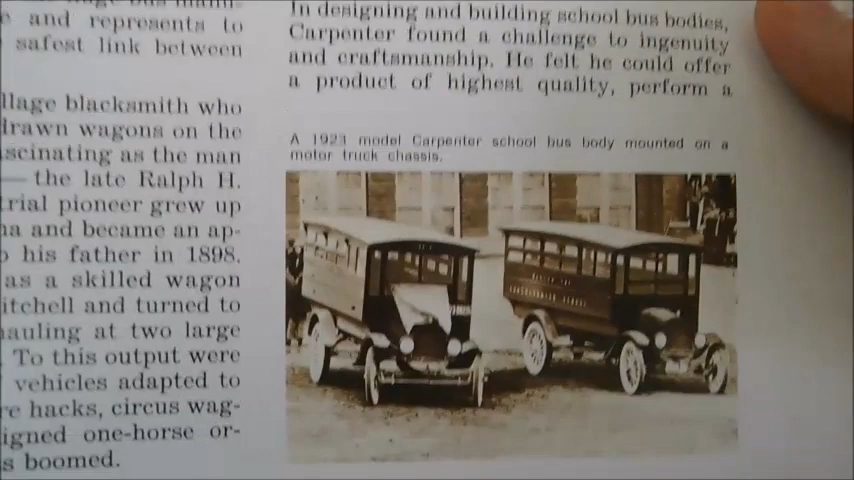 and represents to
safest link between
llage blacksmith who
drawn wagons on the
scinating as the man
— the late Ralph H.
trial pioneer grew up
na and became an ap-
o his father in 1898.
as a skilled wagon
itchell and turned to
hauling at two large
. To this output were
vehicles adapted to
re hacks, circus wag-
igned one-horse or-
s boomed.
In designing and building school bus bodies,
Carpenter found a challenge to ingenuity
and craftsmanship. He felt he could offer
a product of highest quality, perform a
A 1923 model Carpenter school bus body mounted on a
motor truck chassis.